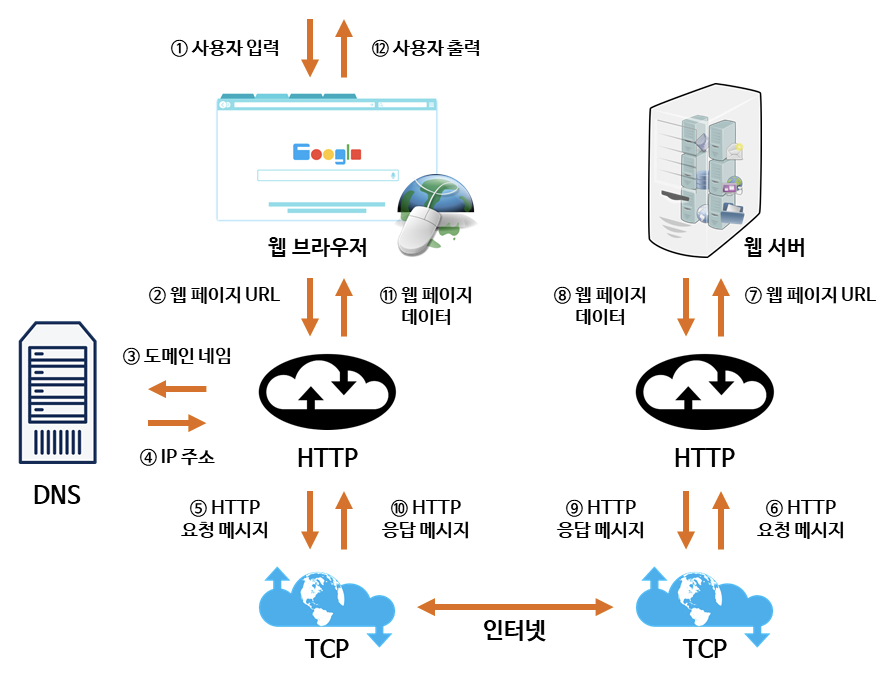 ① 사용자 입력
⑫ 사용자 출력
Google
웹 브라우저
웹 서버
② 웹 페이지 URL
⑪ 웹 페이지
데이터
⑧ 웹 페이지
데이터
⑦ 웹 페이지 URL
③ 도메인 네임
④ IP 주소
DNS
HTTP
HTTP
⑤ HTTP
요청 메시지
⑩ HTTP
응답 메시지
⑨ HTTP
응답 메시지
⑥ HTTP
요청 메시지
인터넷
TCP
TCP